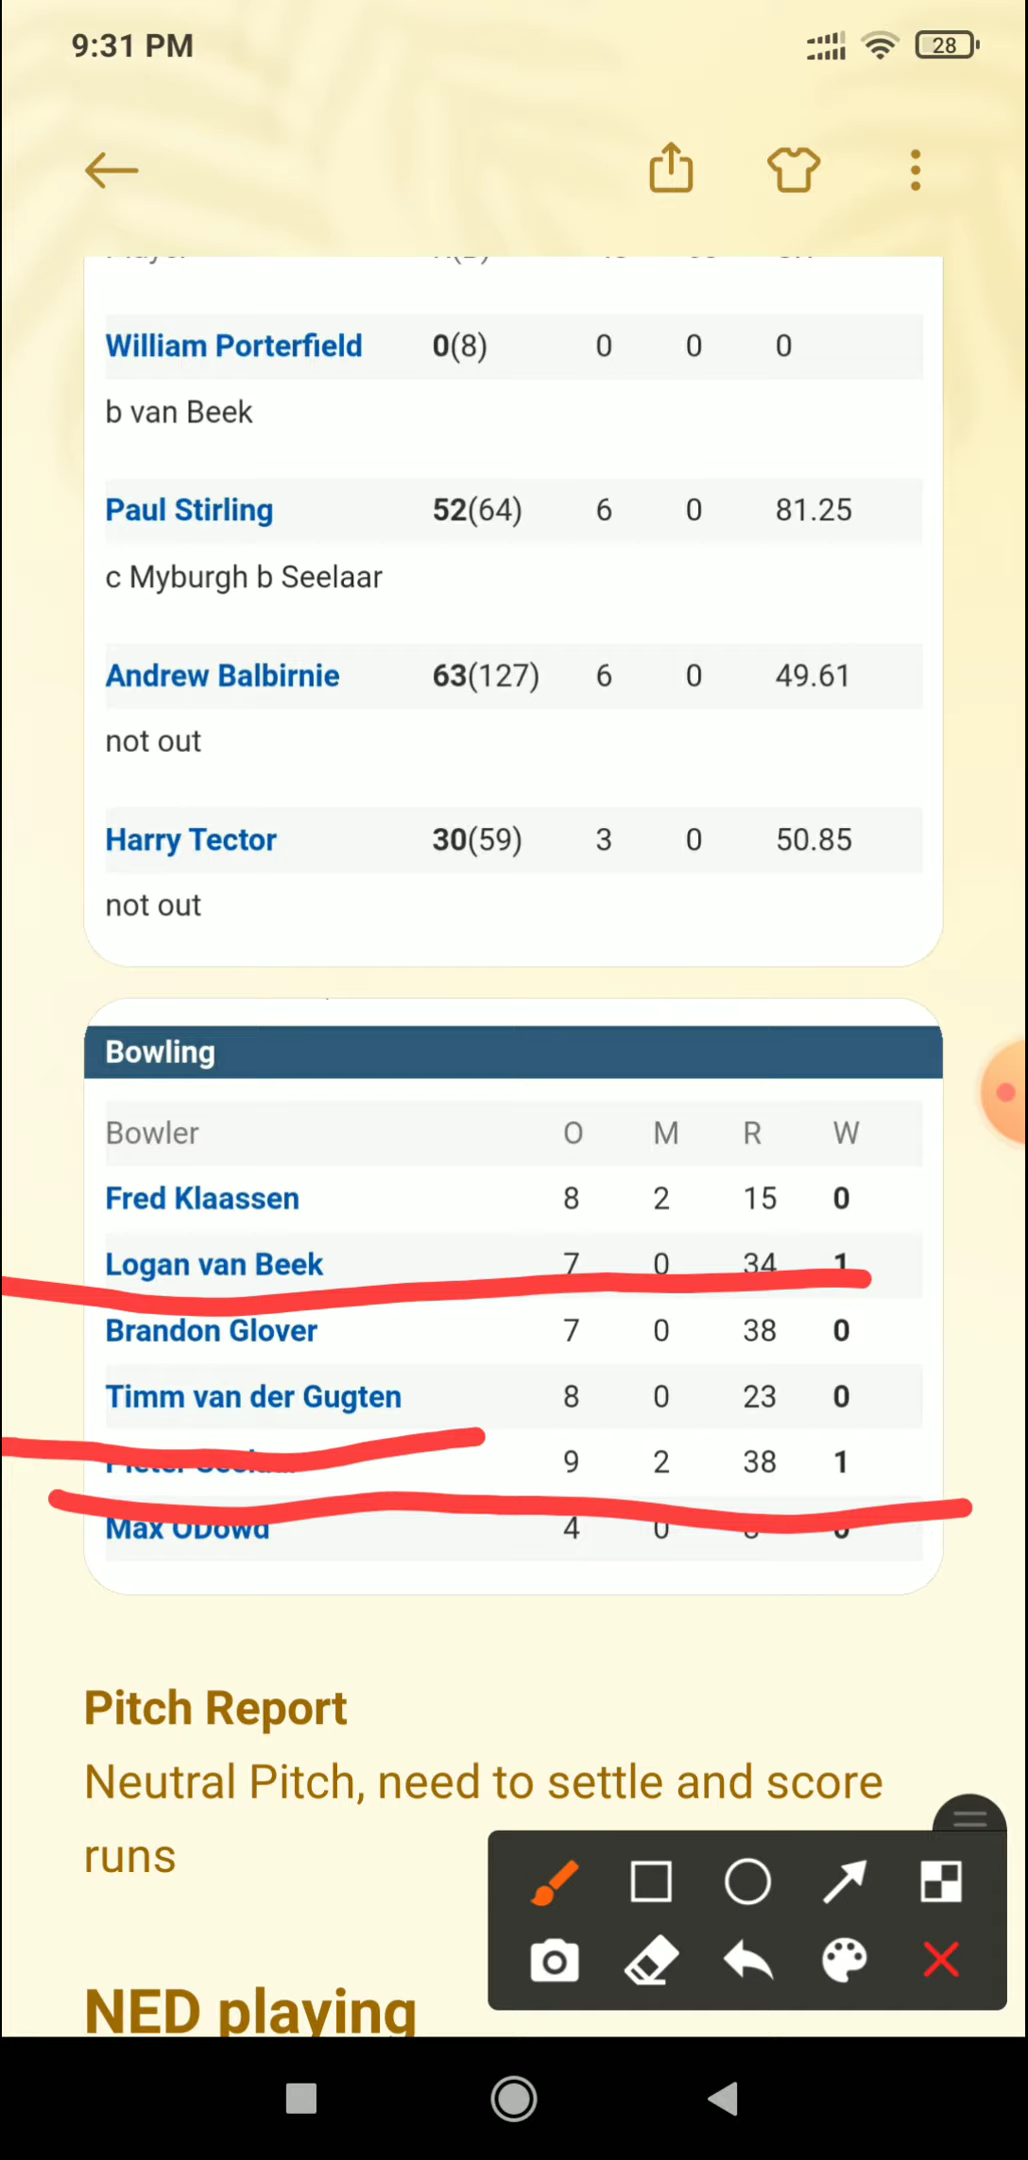 9:31 PM
28
William Porterfield 0(8) 0 0 0
b van Beek
Paul Stirling 52(64) 6 0 81.25
c Myburgh b Seelaar
Andrew Balbirnie 63(127) 6 0 49.61
not out
Harry Tector 30(59) 3 0 50.85
not out
Bowling
Bowler O M R W
Fred Klaassen 8 2 15 0
Logan van Beek 7 0 34 1
Brandon Glover 7 0 38 0
Timm van der Gugten 8 0 23 0
9 2 38 1
Max ODowd 4 0 0
Pitch Report
Neutral Pitch, need to settle and score
runs
NED playing